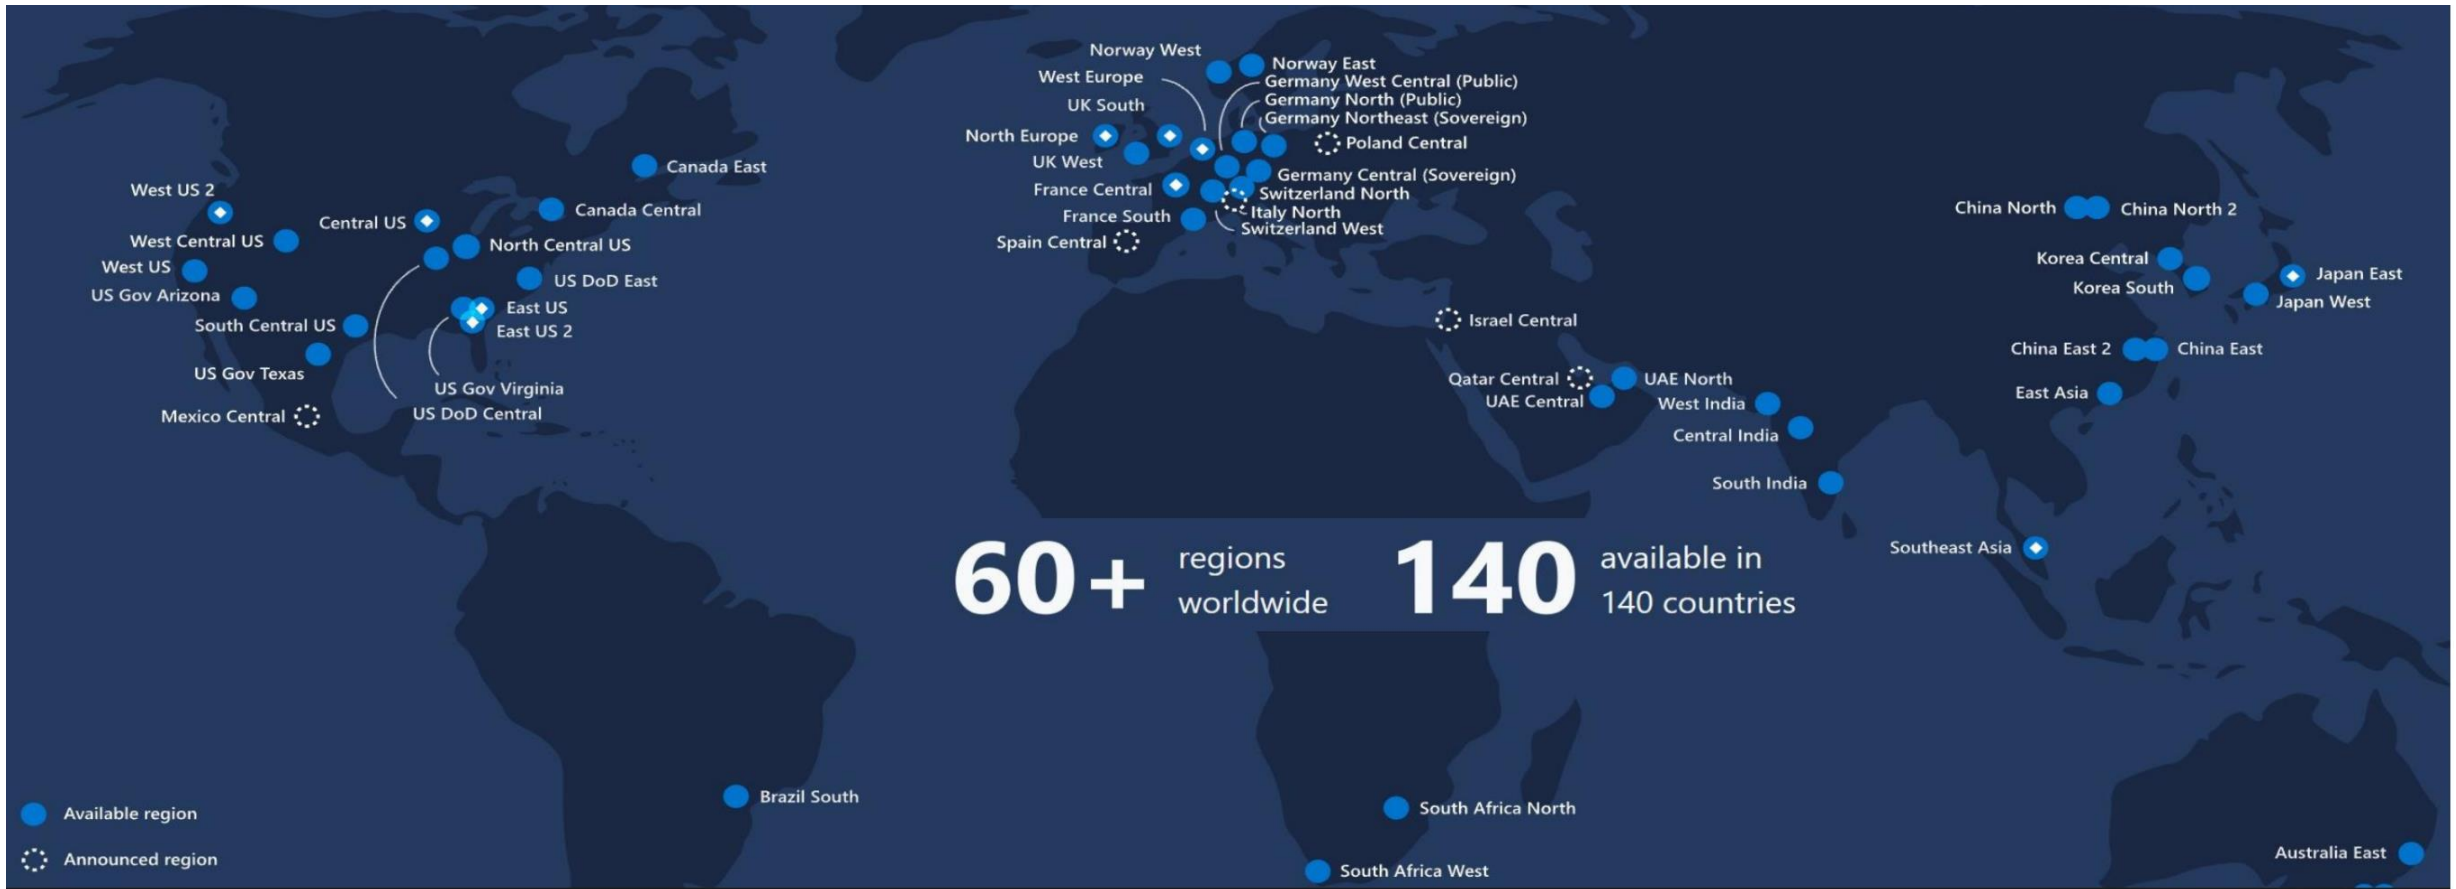 Norway West
Norway East
West Europe
Germany West Central (Public)
UK South
Germany North (Public)
Germany Northeast (Sovereign)
North Europe
Poland Central
UK West
Germany Central (Sovereign)
France Central
Switzerland North
Italy North
France South
Switzerland West
Spain Central
Canada East
West US 2
Canada Central
Central US
West Central US
North Central US
West US
US DoD East
US Gov Arizona
East US
South Central US
East US 2
US Gov Texas
US Gov Virginia
US DoD Central
Mexico Central
China North
China North 2
Korea Central
Japan East
Korea South
Japan West
Israel Central
China East 2
China East
Qatar Central
UAE North
East Asia
UAE Central
West India
Central India
South India
Southeast Asia
60+
regions
worldwide
140
available in
140 countries
Brazil South
South Africa North
South Africa West
Australia East
Available region
Announced region